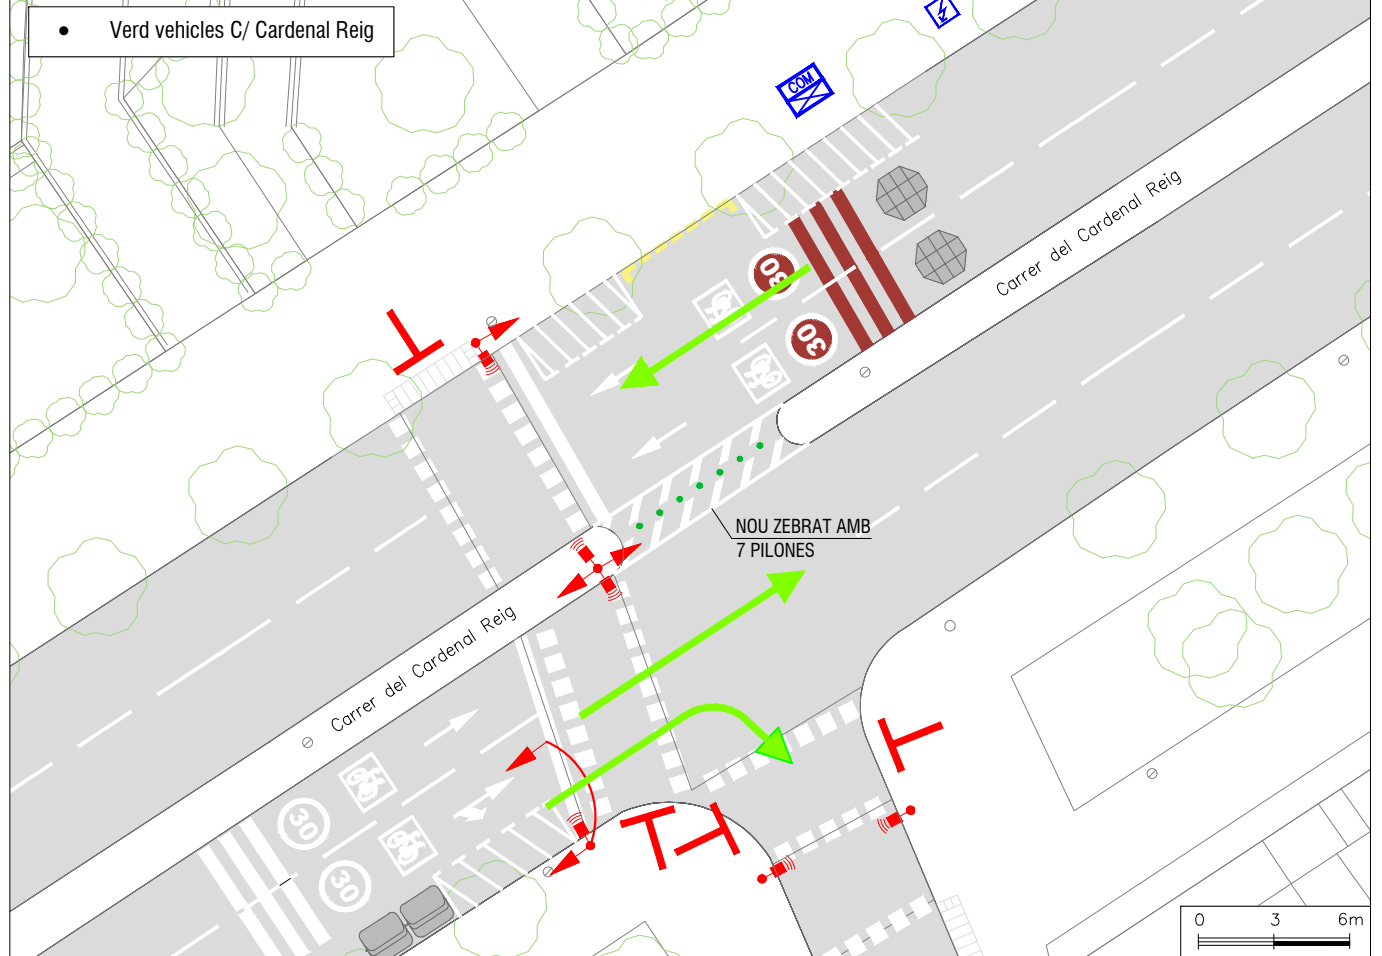 ● Verd vehicles C/ Cardenal Reig
COM
Carrer del Cardenal Reig
30
30
NOU ZEBRAT AMB
7 PILONES
Carrer del Cardenal Reig
30
30
0 3 6m